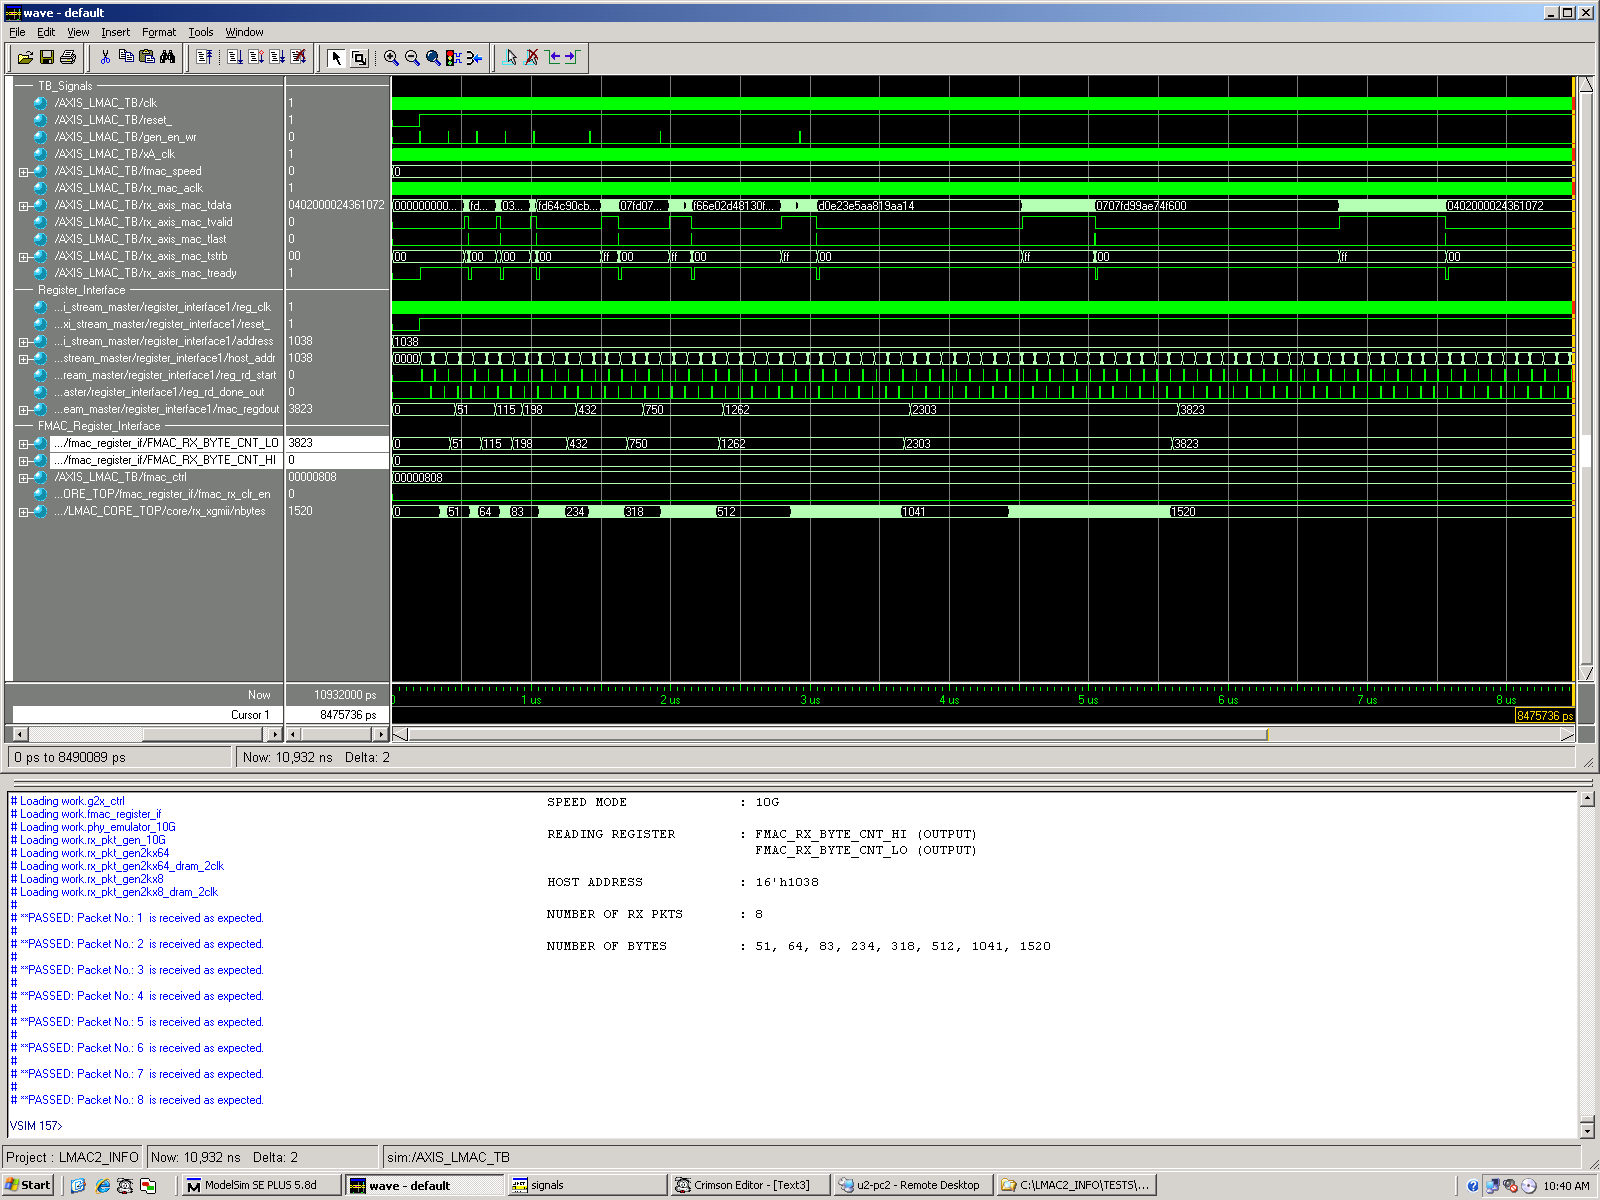 wave - default
File Edit View Insert Format Tools Window
TB_Signals
/AXIS_LMAC_TB/clk 1
/AXIS_LMAC_TB/reset_ 1
/AXIS_LMAC_TB/gen_en_wr 0
/AXIS_LMAC_TB/xA_clk 1
/AXIS_LMAC_TB/fmac_speed 0 0
/AXIS_LMAC_TB/rx_mac_aclk 1
/AXIS_LMAC_TB/rx_axis_mac_tdata 0402000024361072 000000000... fd... 03... fd64c90cb... 07fd07... f66e02d48130f... d0e23e5aa819aa14 0707fd99ae74f600 0402000024361072
/AXIS_LMAC_TB/rx_axis_mac_tvalid 0
/AXIS_LMAC_TB/rx_axis_mac_tlast 0
/AXIS_LMAC_TB/rx_axis_mac_tstrb 00 00 00 00 00 ff 00 ff 00 ff 00 ff 00 ff 00
/AXIS_LMAC_TB/rx_axis_mac_tready 1
Register_Interface
...i_stream_master/register_interface1/reg_clk 1
...xi_stream_master/register_interface1/reset_ 1
...i_stream_master/register_interface1/address 1038 1038
...stream_master/register_interface1/host_addr 1038 0000
...ream_master/register_interface1/reg_rd_start 0
...aster/register_interface1/reg_rd_done_out 0
...eam_master/register_interface1/mac_regdout 3823 0 51 115 198 432 750 1262 2303 3823
FMAC_Register_Interface
.../fmac_register_if/FMAC_RX_BYTE_CNT_LO 3823 0 51 115 198 432 750 1262 2303 3823
.../fmac_register_if/FMAC_RX_BYTE_CNT_HI 0 0
/AXIS_LMAC_TB/fmac_ctrl 00000808 00000808
...ORE_TOP/fmac_register_if/fmac_rx_clr_en 0
.../LMAC_CORE_TOP/core/rx_xgmii/nbytes 1520 0 51 64 83 234 318 512 1041 1520
Now 10932000 ps 0 1 us 2 us 3 us 4 us 5 us 6 us 7 us 8 us
Cursor 1 8475736 ps 8475736 ps
0 ps to 8490089 ps Now: 10,932 ns Delta: 2
# Loading work.g2x_ctrl
# Loading work.fmac_register_if
# Loading work.phy_emulator_10G
# Loading work.rx_pkt_gen_10G
# Loading work.rx_pkt_gen2kx64
# Loading work.rx_pkt_gen2kx64_dram_2clk
# Loading work.rx_pkt_gen2kx8
# Loading work.rx_pkt_gen2kx8_dram_2clk
#
# **PASSED: Packet No.: 1 is received as expected.
#
# **PASSED: Packet No.: 2 is received as expected.
#
# **PASSED: Packet No.: 3 is received as expected.
#
# **PASSED: Packet No.: 4 is received as expected.
#
# **PASSED: Packet No.: 5 is received as expected.
#
# **PASSED: Packet No.: 6 is received as expected.
#
# **PASSED: Packet No.: 7 is received as expected.
#
# **PASSED: Packet No.: 8 is received as expected.
VSIM 157>
SPEED MODE : 10G
READING REGISTER : FMAC_RX_BYTE_CNT_HI (OUTPUT)
FMAC_RX_BYTE_CNT_LO (OUTPUT)
HOST ADDRESS : 16'h1038
NUMBER OF RX PKTS : 8
NUMBER OF BYTES : 51, 64, 83, 234, 318, 512, 1041, 1520
Project : LMAC2_INFO Now: 10,932 ns Delta: 2 sim:/AXIS_LMAC_TB
Start ModelSim SE PLUS 5.8d wave - default signals Crimson Editor - [Text3] u2-pc2 - Remote Desktop C:\LMAC2_INFO\TESTS\... 10:40 AM